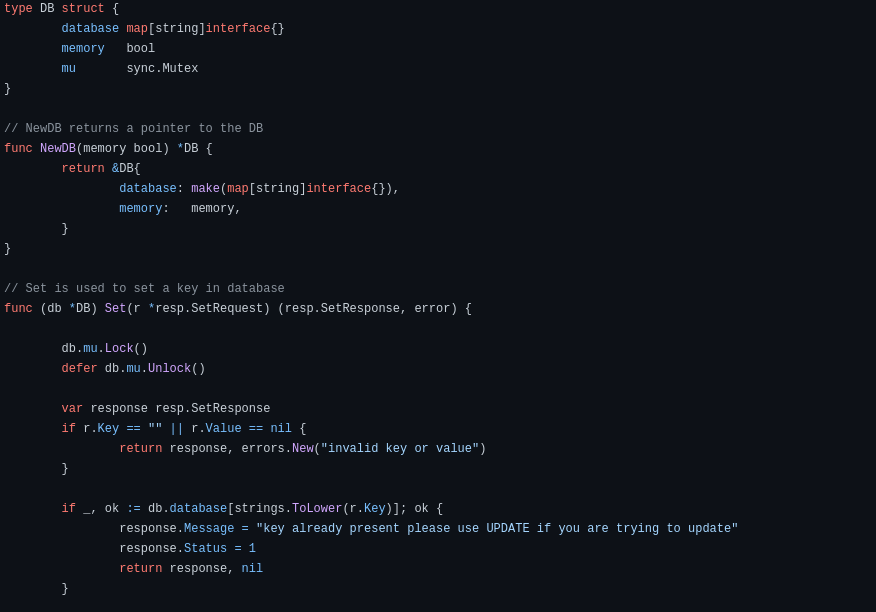 type DB struct {
        database map[string]interface{}
        memory   bool
        mu       sync.Mutex
}

// NewDB returns a pointer to the DB
func NewDB(memory bool) *DB {
        return &DB{
                database: make(map[string]interface{}),
                memory:   memory,
        }
}

// Set is used to set a key in database
func (db *DB) Set(r *resp.SetRequest) (resp.SetResponse, error) {

        db.mu.Lock()
        defer db.mu.Unlock()

        var response resp.SetResponse
        if r.Key == "" || r.Value == nil {
                return response, errors.New("invalid key or value")
        }

        if _, ok := db.database[strings.ToLower(r.Key)]; ok {
                response.Message = "key already present please use UPDATE if you are trying to update"
                response.Status = 1
                return response, nil
        }